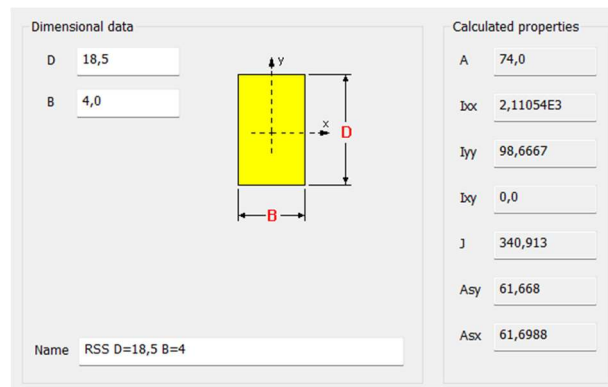 Dimensional data
D 18,5
B 4,0
y
x
D
B
Name RSS D=18,5 B=4
Calculated properties
A 74,0
Ixx 2,11054E3
Iyy 98,6667
Ixy 0,0
J 340,913
Asy 61,668
Asx 61,6988